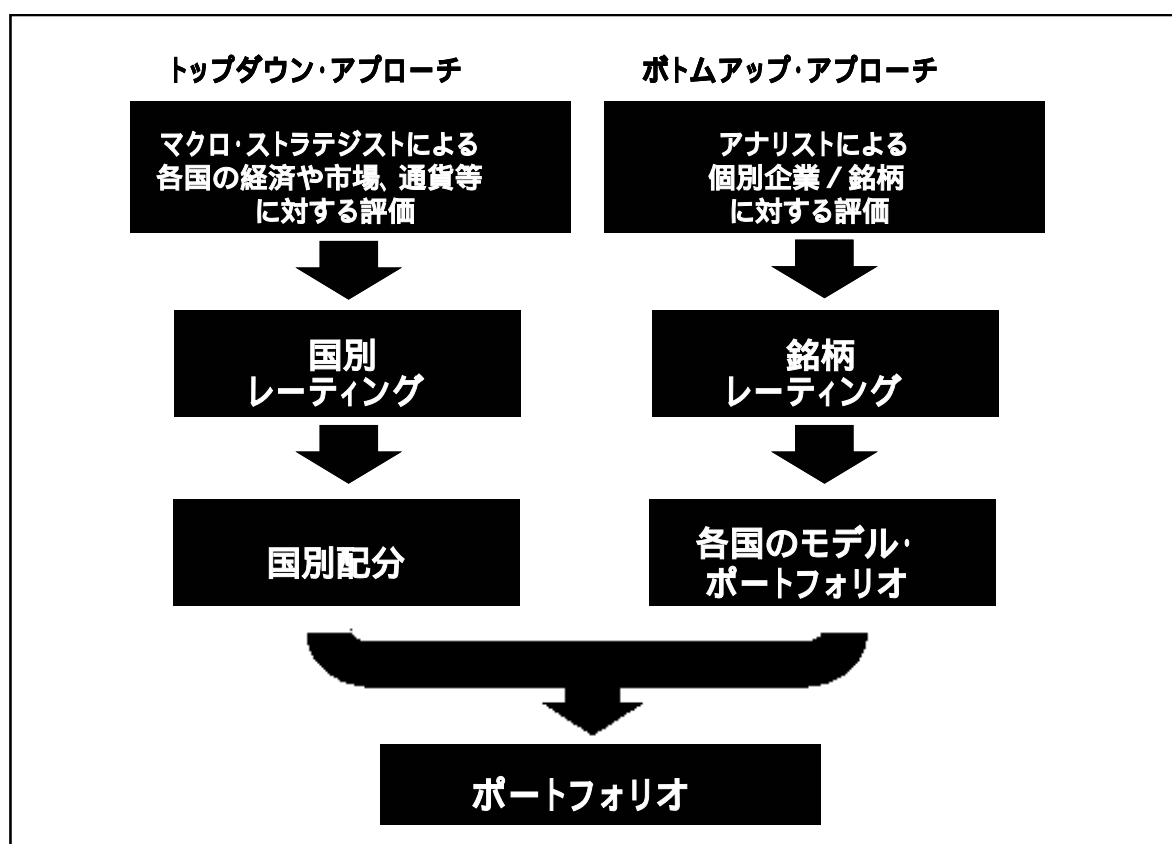 トップダウン・アプローチ
マクロ・ストラテジストによる
各国の経済や市場、通貨等
に対する評価
国別
レーティング
国別配分
ボトムアップ・アプローチ
アナリストによる
個別企業/銘柄
に対する評価
銘柄
レーティング
各国のモデル・
ポートフォリオ
ポートフォリオ